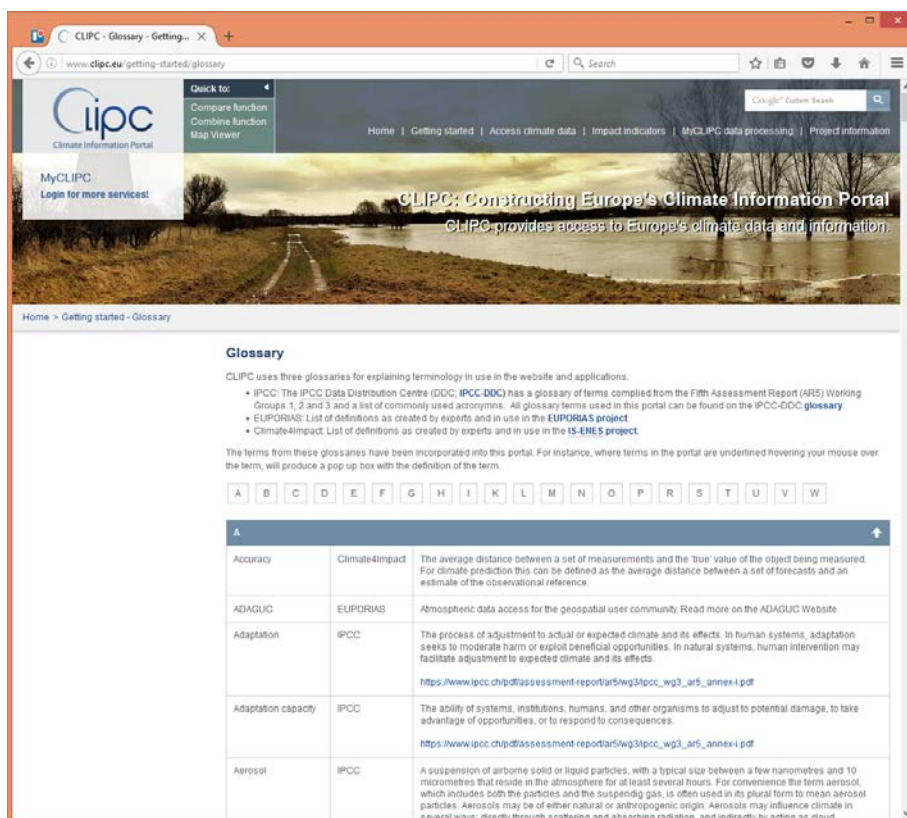 CLIPC - Glossary - Getting...
www.clipc.eu/getting-started/glossary
Search
Clipc
Climate Information Portal
Quick to:
Compare function
Combine function
Map Viewer
Google™ Custom Search
Home | Getting started | Access climate data | Impact indicators | MyCLIPC data processing | Project information
MyCLIPC
Login for more services!
CLIPC: Constructing Europe's Climate Information Portal
CLIPC provides access to Europe's climate data and information.
Home > Getting started - Glossary
Glossary
CLIPC uses three glossaries for explaining terminology in use in the website and applications.
• IPCC: The IPCC Data Distribution Centre (DDC; IPCC-DDC) has a glossary of terms complied from the Fifth Assessment Report (AR5) Working
Groups 1, 2 and 3 and a list of commonly used acronyms. All glossary terms used in this portal can be found on the IPCC-DDC glossary.
• EUPORIAS: List of definitions as created by experts and in use in the EUPORIAS project.
• Climate4Impact: List of definitions as created by experts and in use in the IS-ENES project.
The terms from these glossaries have been incorporated into this portal. For instance, where terms in the portal are underlined hovering your mouse over
the term, will produce a pop up box with the definition of the term.
A B C D E F G H I K L M N O P R S T U V W
A
Accuracy Climate4Impact The average distance between a set of measurements and the 'true' value of the object being measured.
For climate prediction this can be defined as the average distance between a set of forecasts and an
estimate of the observational reference.
ADAGUC EUPORIAS Atmospheric data access for the geospatial user community. Read more on the ADAGUC Website.
Adaptation IPCC The process of adjustment to actual or expected climate and its effects. In human systems, adaptation
seeks to moderate harm or exploit beneficial opportunities. In natural systems, human intervention may
facilitate adjustment to expected climate and its effects.
https://www.ipcc.ch/pdf/assessment-report/ar5/wg3/ipcc_wg3_ar5_annex-i.pdf
Adaptation capacity IPCC The ability of systems, institutions, humans, and other organisms to adjust to potential damage, to take
advantage of opportunities, or to respond to consequences.
https://www.ipcc.ch/pdf/assessment-report/ar5/wg3/ipcc_wg3_ar5_annex-i.pdf
Aerosol IPCC A suspension of airborne solid or liquid particles, with a typical size between a few nanometres and 10
micrometres that reside in the atmosphere for at least several hours. For convenience the term aerosol,
which includes both the particles and the suspendig gas, is often used in its plural form to mean aerosol
particles. Aerosols may be of either natural or anthropogenic origin. Aerosols may influence climate in
several ways: directly through scattering and absorbing radiation, and indirectly by acting as cloud